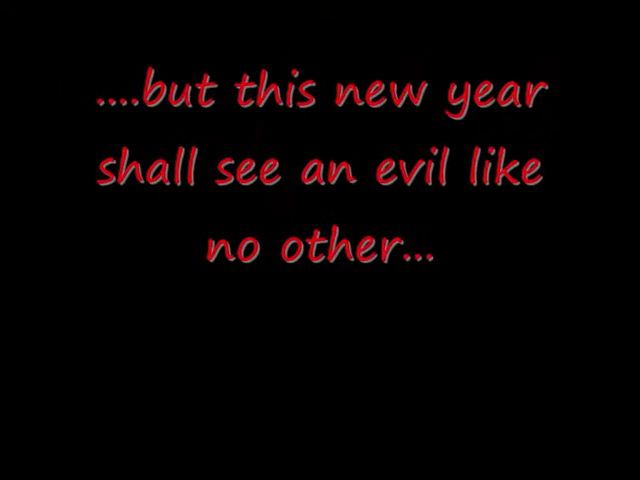 ....but this new year
shall see an evil like
no other...